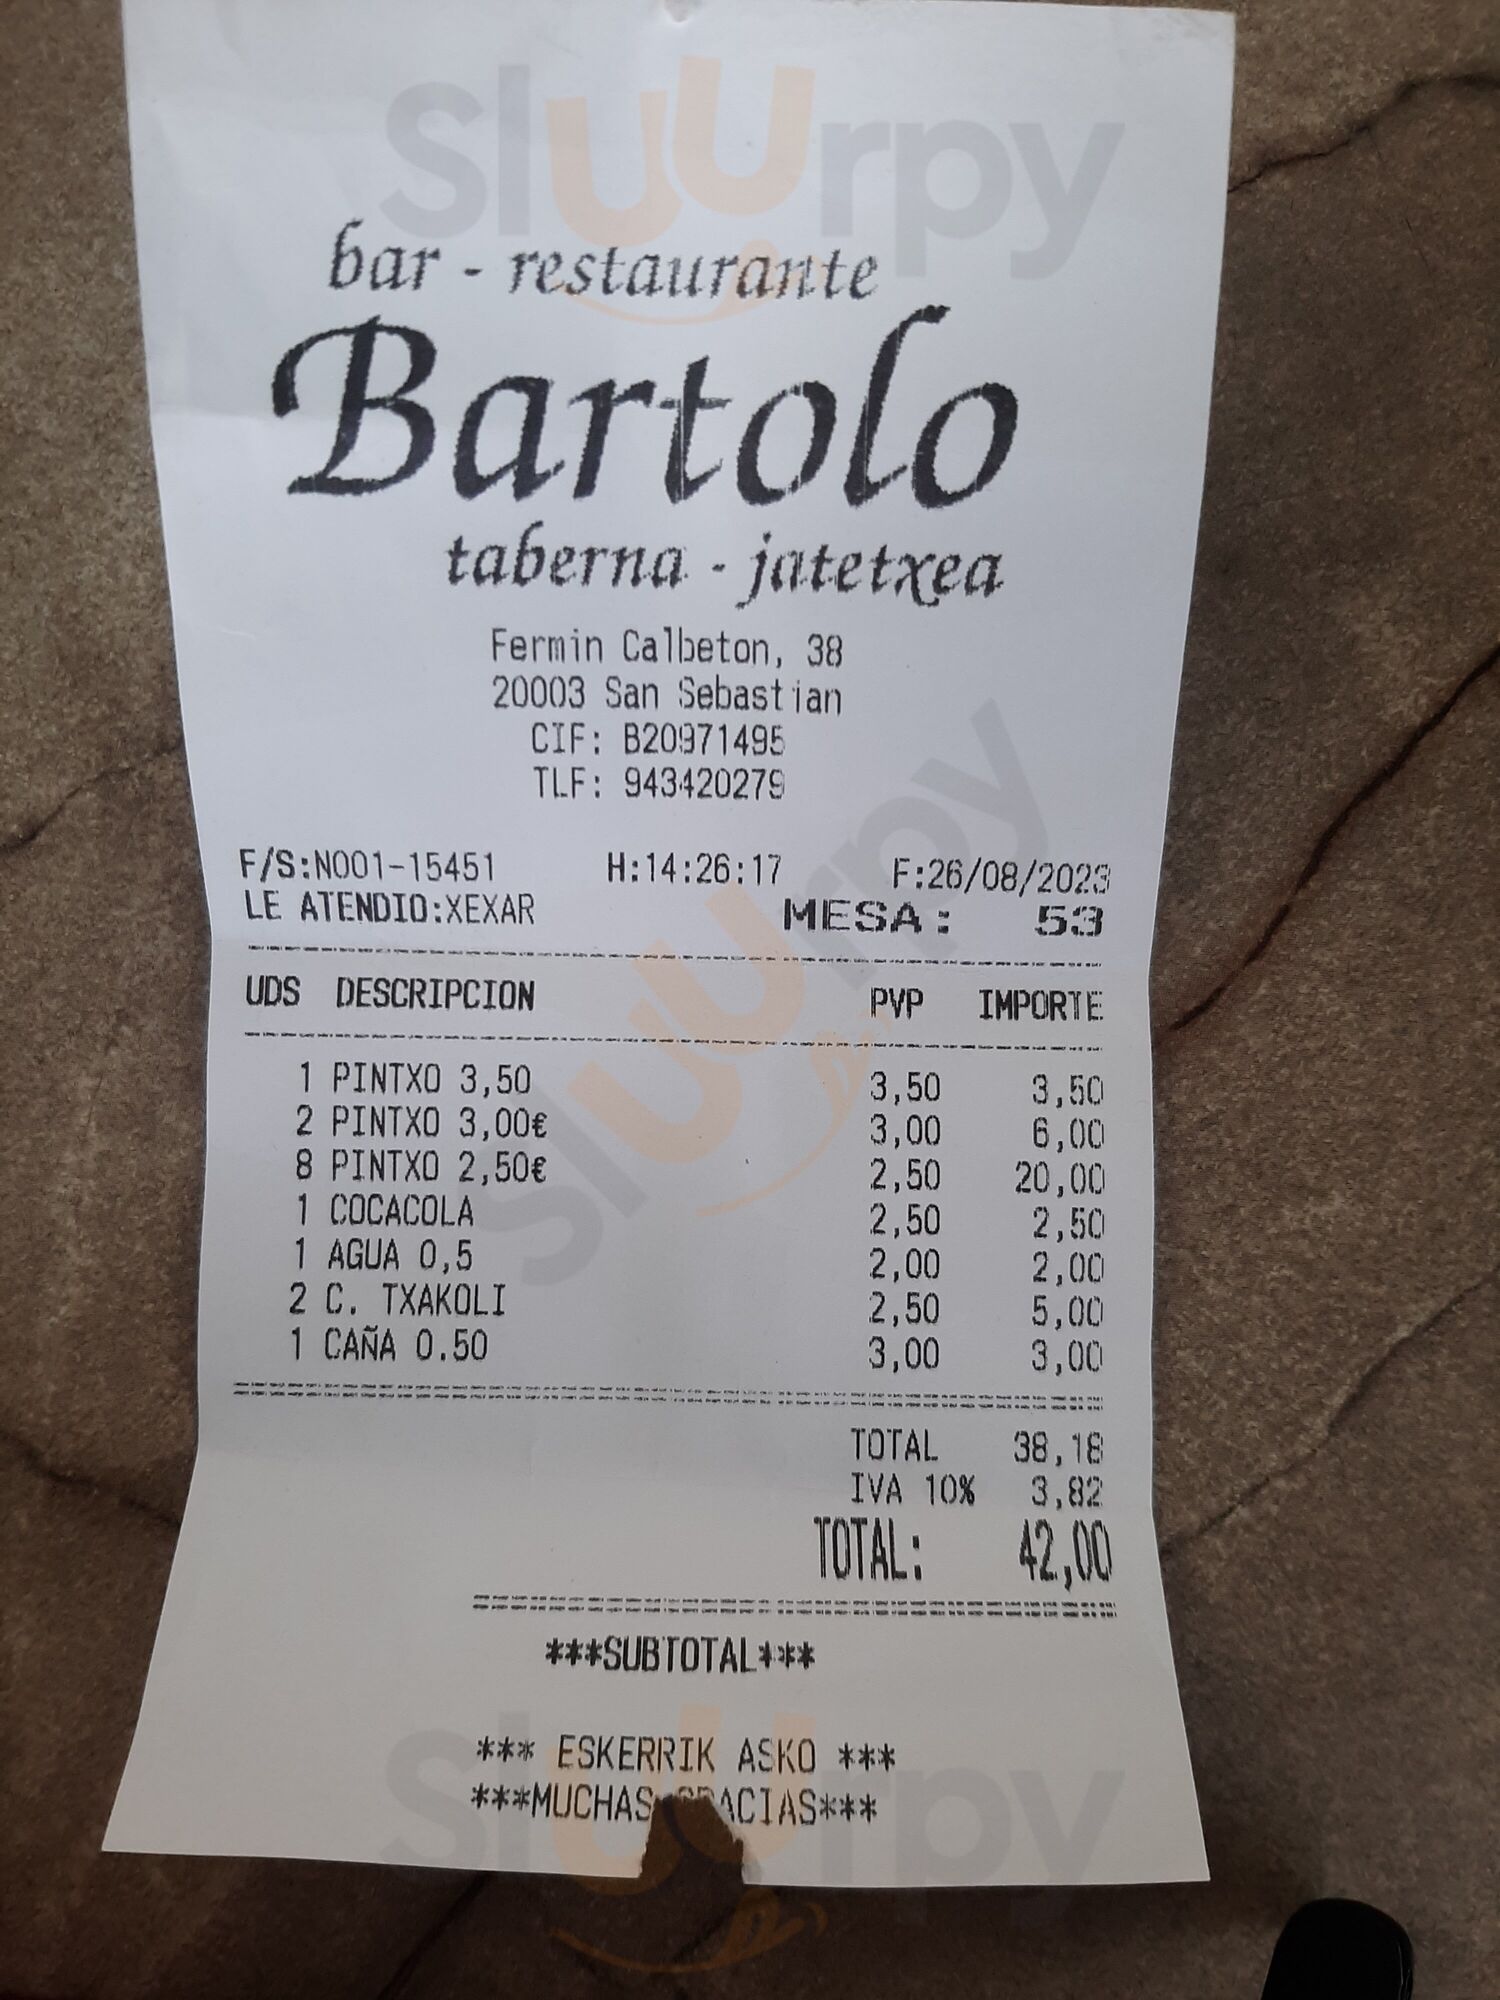 Sluurpy
bar - restaurante
Bartolo
taberna - jatetxea
Fermin Calbeton, 38
20003 San Sebastian
CIF: B20971495
TLF: 943420279
F/S:N001-15451 H:14:26:17 F:26/08/2023
LE ATENDIO:XEXAR MESA: 53
UDS DESCRIPCION PVP IMPORTE
1 PINTXO 3,50 3,50 3,50
2 PINTXO 3,00€ 3,00 6,00
8 PINTXO 2,50€ 2,50 20,00
1 COCACOLA 2,50 2,50
1 AGUA 0,5 2,00 2,00
2 C. TXAKOLI 2,50 5,00
1 CAÑA 0.50 3,00 3,00
Sluurpy
TOTAL 38,18
IVA 10% 3,82
TOTAL: 42,00
***SUBTOTAL***
*** ESKERRIK ASKO ***
***MUCHAS GRACIAS***
Sluurpy